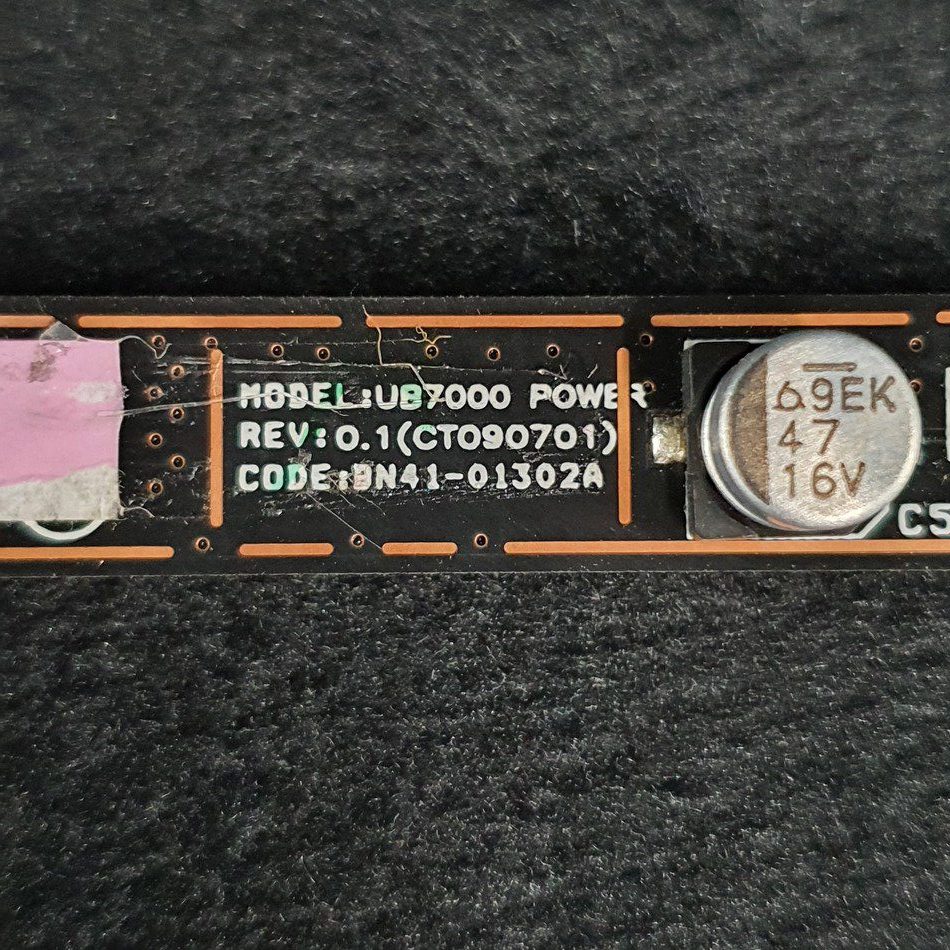 MODEL:UB7000 POWER
REV:0.1(CT090701)
CODE:BN41-01302A
69EK
47
16V
C5